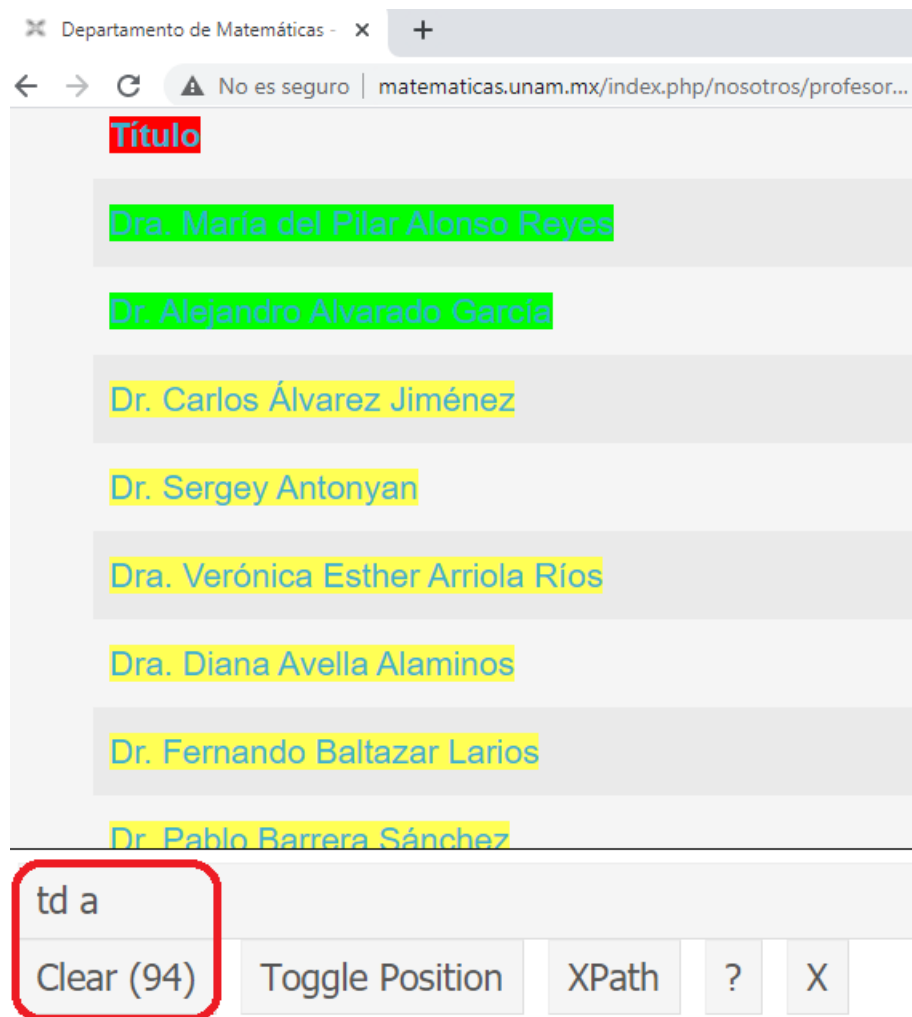 Departamento de Matemáticas -
No es seguro | matematicas.unam.mx/index.php/nosotros/profesor...
Título
Dra. María del Pilar Alonso Reyes
Dr. Alejandro Alvarado García
Dr. Carlos Álvarez Jiménez
Dr. Sergey Antonyan
Dra. Verónica Esther Arriola Ríos
Dra. Diana Avella Alaminos
Dr. Fernando Baltazar Larios
Dr. Pablo Barrera Sánchez
td a
Clear (94) Toggle Position XPath ? X